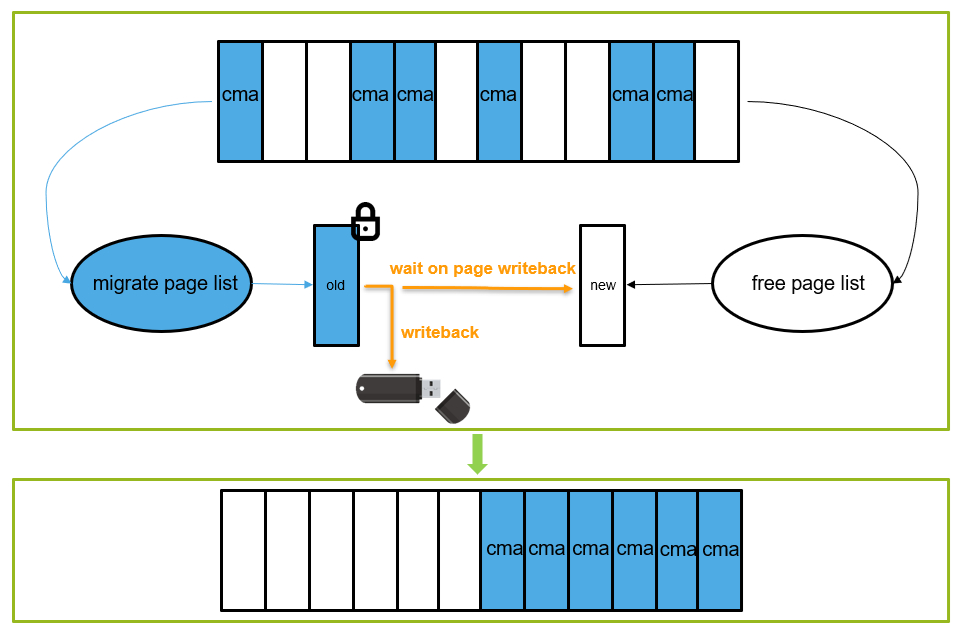 cma cma cma cma cma cma
wait on page writeback
migrate page list old new free page list
writeback
cma cma cma cma cma cma